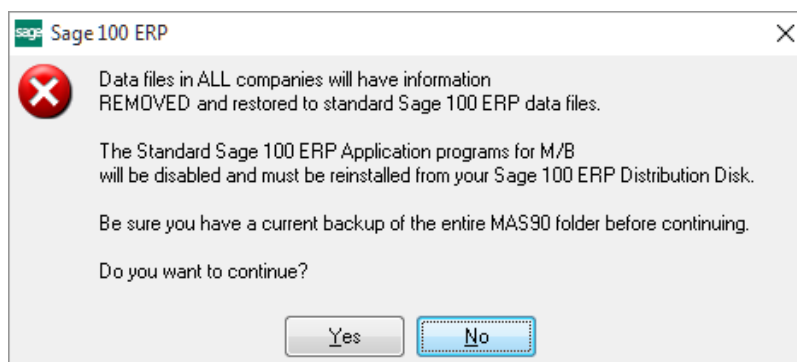 sage Sage 100 ERP
Data files in ALL companies will have information
REMOVED and restored to standard Sage 100 ERP data files.
The Standard Sage 100 ERP Application programs for M/B
will be disabled and must be reinstalled from your Sage 100 ERP Distribution Disk.
Be sure you have a current backup of the entire MAS90 folder before continuing.
Do you want to continue?
Yes No